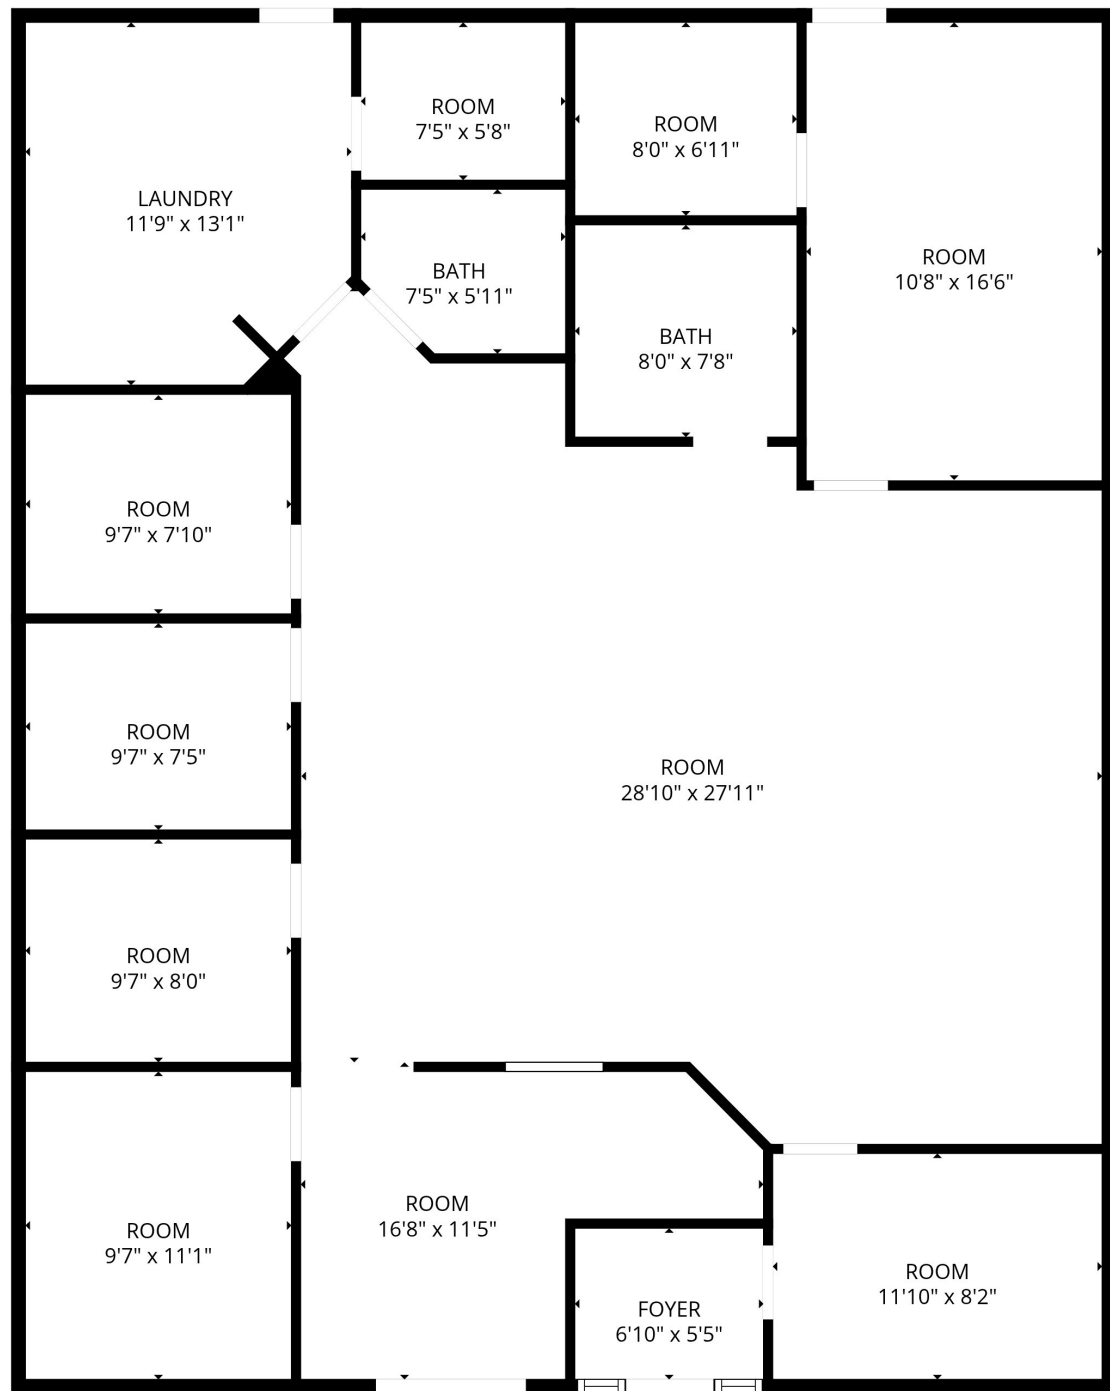 ROOM
7'5" x 5'8"
ROOM
8'0" x 6'11"
LAUNDRY
11'9" x 13'1"
ROOM
10'8" x 16'6"
BATH
7'5" x 5'11"
BATH
8'0" x 7'8"
ROOM
9'7" x 7'10"
ROOM
9'7" x 7'5"
ROOM
28'10" x 27'11"
ROOM
9'7" x 8'0"
ROOM
16'8" x 11'5"
ROOM
9'7" x 11'1"
ROOM
11'10" x 8'2"
FOYER
6'10" x 5'5"